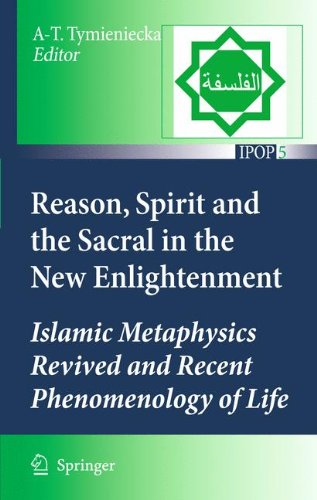 A-T. Tymieniecka
Editor
الفلسفة
IPOP 5
Reason, Spirit and
the Sacral in the
New Enlightenment
Islamic Metaphysics
Revived and Recent
Phenomenology of Life
Springer